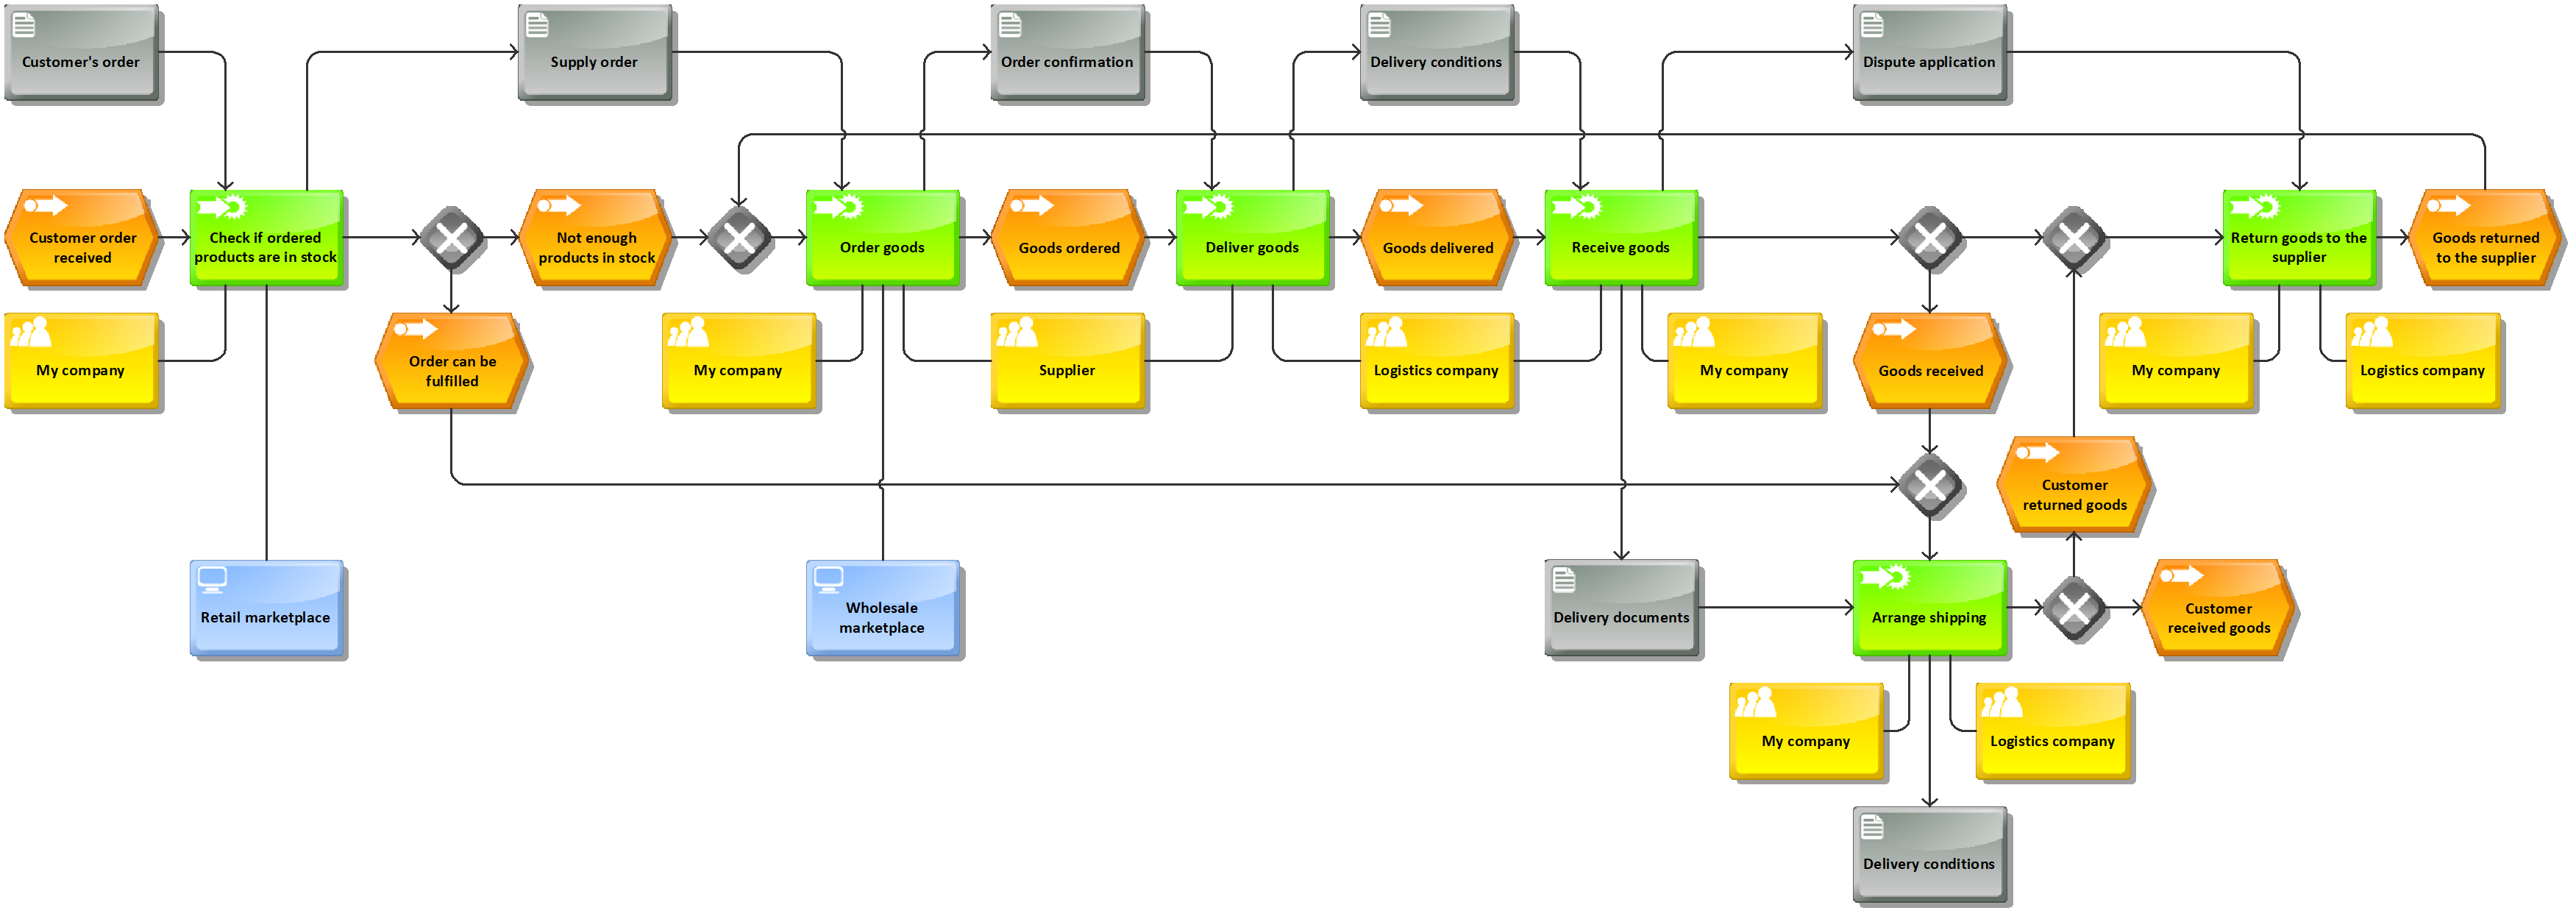 Customer's order
Supply order
Order confirmation
Delivery conditions
Dispute application
Customer order
received
Check if ordered
products are in stock
Not enough
products in stock
Order goods
Goods ordered
Deliver goods
Goods delivered
Receive goods
Return goods to the
supplier
Goods returned
to the supplier
My company
Order can be
fulfilled
My company
Supplier
Logistics company
My company
Goods received
My company
Logistics company
Customer
returned goods
Retail marketplace
Wholesale
marketplace
Delivery documents
Arrange shipping
Customer
received goods
My company
Logistics company
Delivery conditions